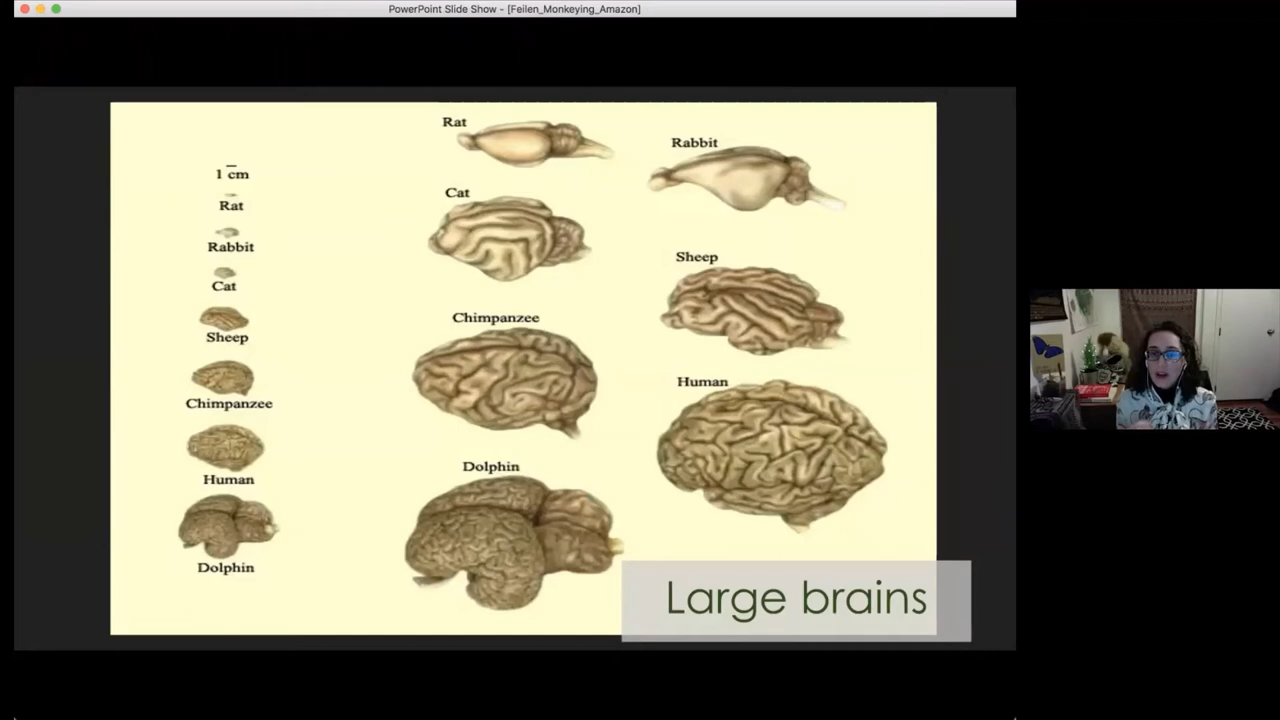 PowerPoint Slide Show - [Feilen_Monkeying_Amazon]
1 cm
Rat
Rabbit
Cat
Sheep
Chimpanzee
Human
Dolphin
Rat
Rabbit
Cat
Sheep
Chimpanzee
Human
Dolphin
Large brains